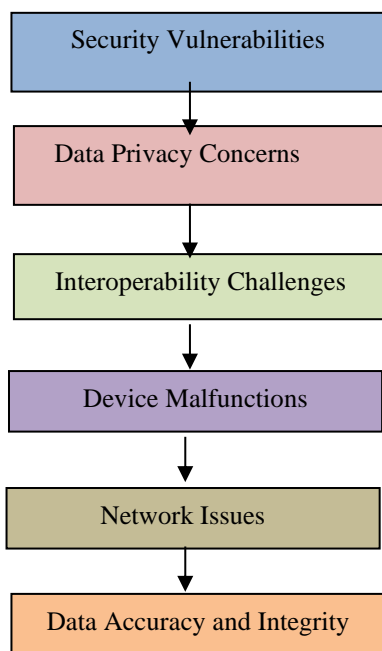 Security Vulnerabilities
Data Privacy Concerns
Interoperability Challenges
Device Malfunctions
Network Issues
Data Accuracy and Integrity